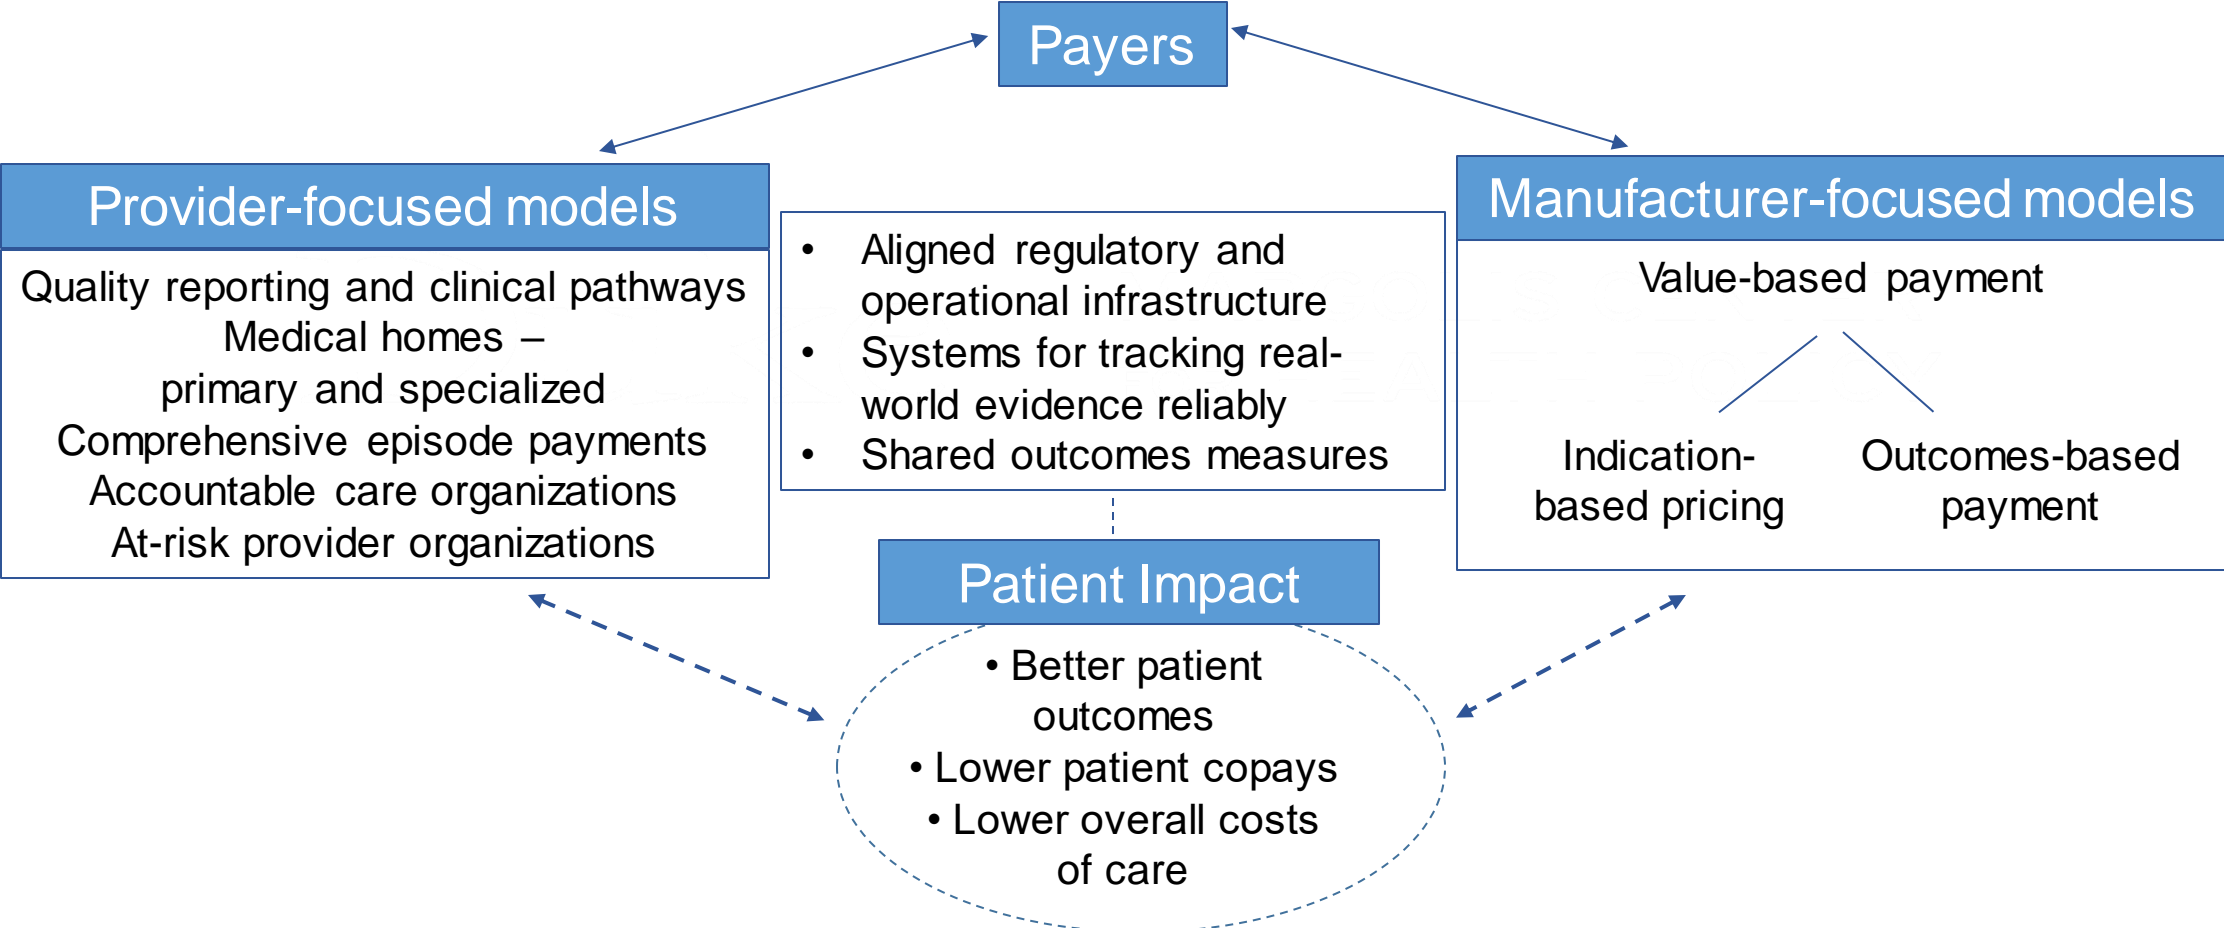 Payers
Provider-focused models
Quality reporting and clinical pathways
Medical homes –
primary and specialized
Comprehensive episode payments
Accountable care organizations
At-risk provider organizations
• Aligned regulatory and
operational infrastructure
• Systems for tracking real-
world evidence reliably
• Shared outcomes measures
Manufacturer-focused models
Value-based payment
Indication-
based pricing
Outcomes-based
payment
Patient Impact
• Better patient
outcomes
• Lower patient copays
• Lower overall costs
of care